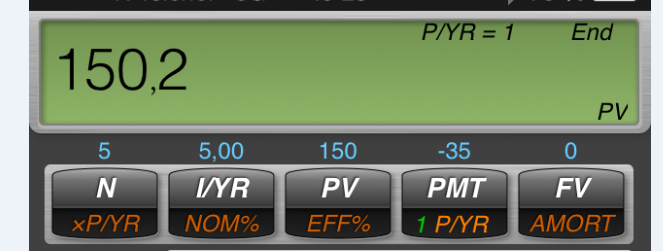 P/YR = 1 End
150,2
PV
5 5,00 150 -35 0
N I/YR PV PMT FV
×P/YR NOM% EFF% 1 P/YR AMORT